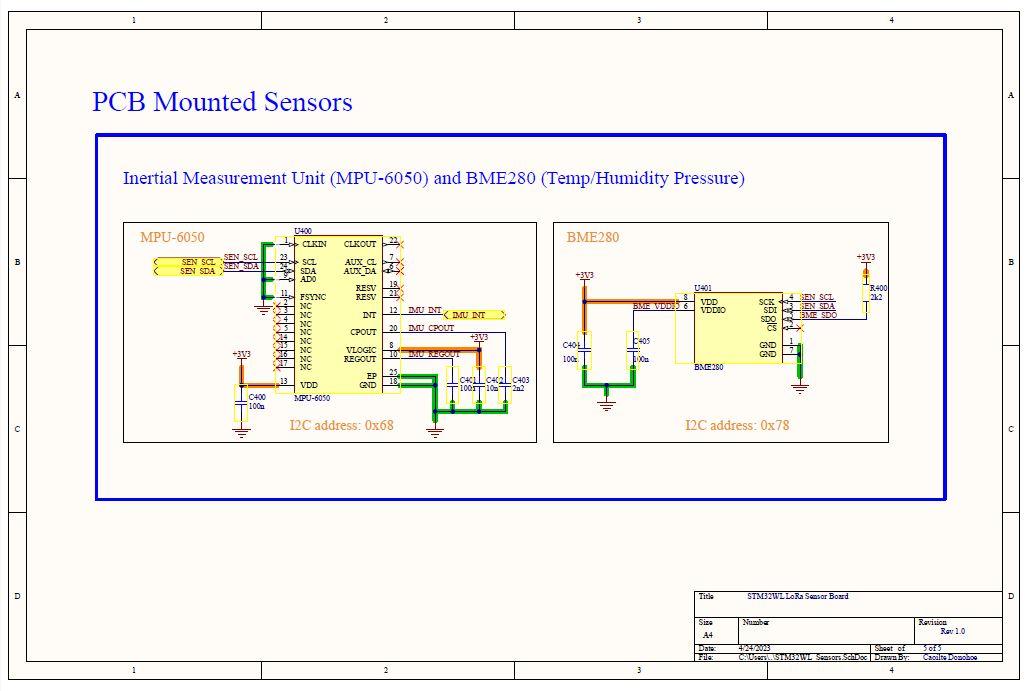 1 2 3 4
A A
PCB Mounted Sensors
Inertial Measurement Unit (MPU-6050) and BME280 (Temp/Humidity Pressure)
B B
MPU-6050
U400
1 CLKIN CLKOUT 22
SEN_SCL SEN_SCL 23 SCL AUX_CL 7
SEN_SDA SEN_SDA 24 SDA AUX_DA 6
9 AD0
RESV 19
11 FSYNC RESV 21
2 NC
3 NC INT 12 IMU_INT IMU_INT
4 NC
5 NC CPOUT 20 IMU_CPOUT
14 NC
+3V3
15 NC VLOGIC 8
16 NC REGOUT 10 IMU_REGOUT
17 NC
+3V3
EP 25
13 VDD GND 18
C400
100n
MPU-6050
C401 C402 C403
100n 10n 2n2
I2C address: 0x68
BME280
+3V3
+3V3
U401
R400
2k2
8 VDD SCK 4 SEN_SCL
BME_VDDIO 6 VDDIO SDI 3 SEN_SDA
SDO 5 BME_SDO
CS 2
GND 1
GND 7
C404 C405
100n 100n
BME280
I2C address: 0x78
C C
D D
Title STM32WL LoRa Sensor Board
Size Number Revision
A4 Rev 1.0
Date: 4/24/2023 Sheet of 5 of 5
File: C:\Users\..\STM32WL_Sensors.SchDoc Drawn By: Caoilte Donohoe
1 2 3 4